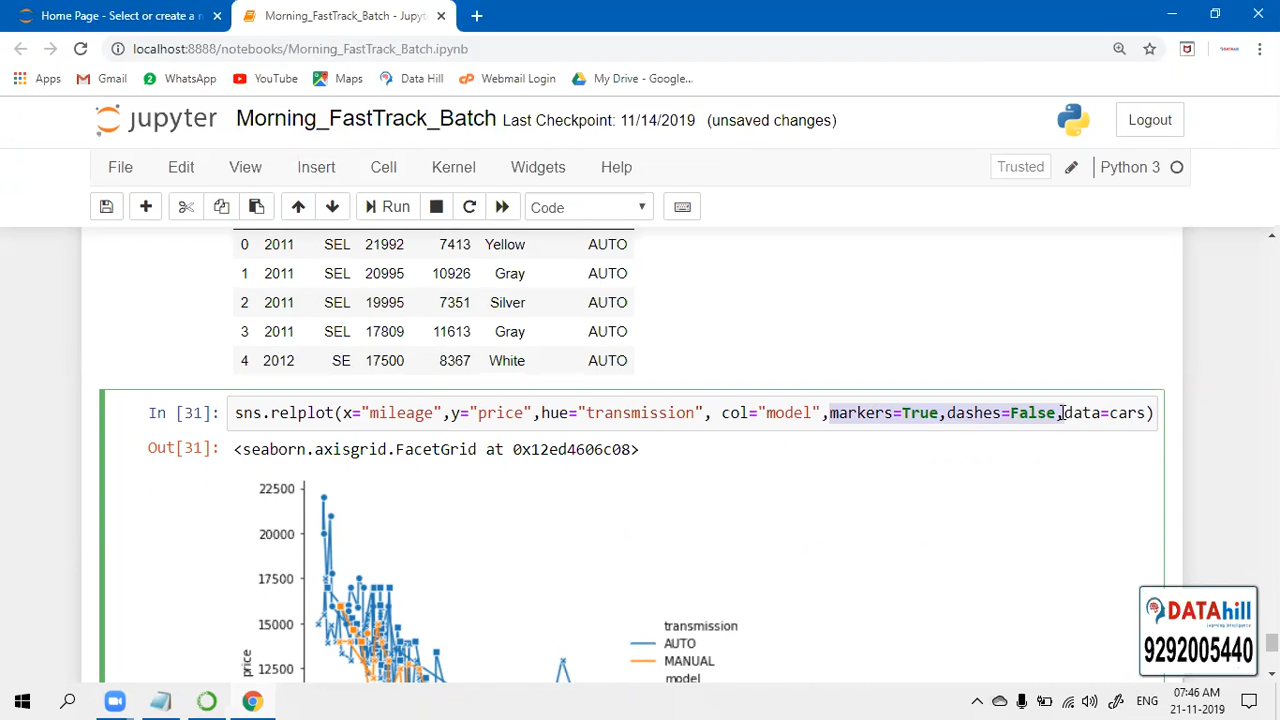 Home Page - Select or create a n
Morning_FastTrack_Batch - Jupyte
localhost:8888/notebooks/Morning_FastTrack_Batch.ipynb
Apps Gmail WhatsApp YouTube Maps Data Hill Webmail Login My Drive - Google...
jupyter Morning_FastTrack_Batch Last Checkpoint: 11/14/2019 (unsaved changes) Logout
File Edit View Insert Cell Kernel Widgets Help Trusted Python 3
Run Code
0 2011 SEL 21992 7413 Yellow AUTO
1 2011 SEL 20995 10926 Gray AUTO
2 2011 SEL 19995 7351 Silver AUTO
3 2011 SEL 17809 11613 Gray AUTO
4 2012 SE 17500 8367 White AUTO
In [31]: sns.relplot(x="mileage",y="price",hue="transmission", col="model",markers=True,dashes=False,data=cars)
Out[31]: <seaborn.axisgrid.FacetGrid at 0x12ed4606c08>
22500
20000
17500
15000
12500
price
transmission
AUTO
MANUAL
model
DATAhill
9292005440
ENG
07:46 AM
21-11-2019